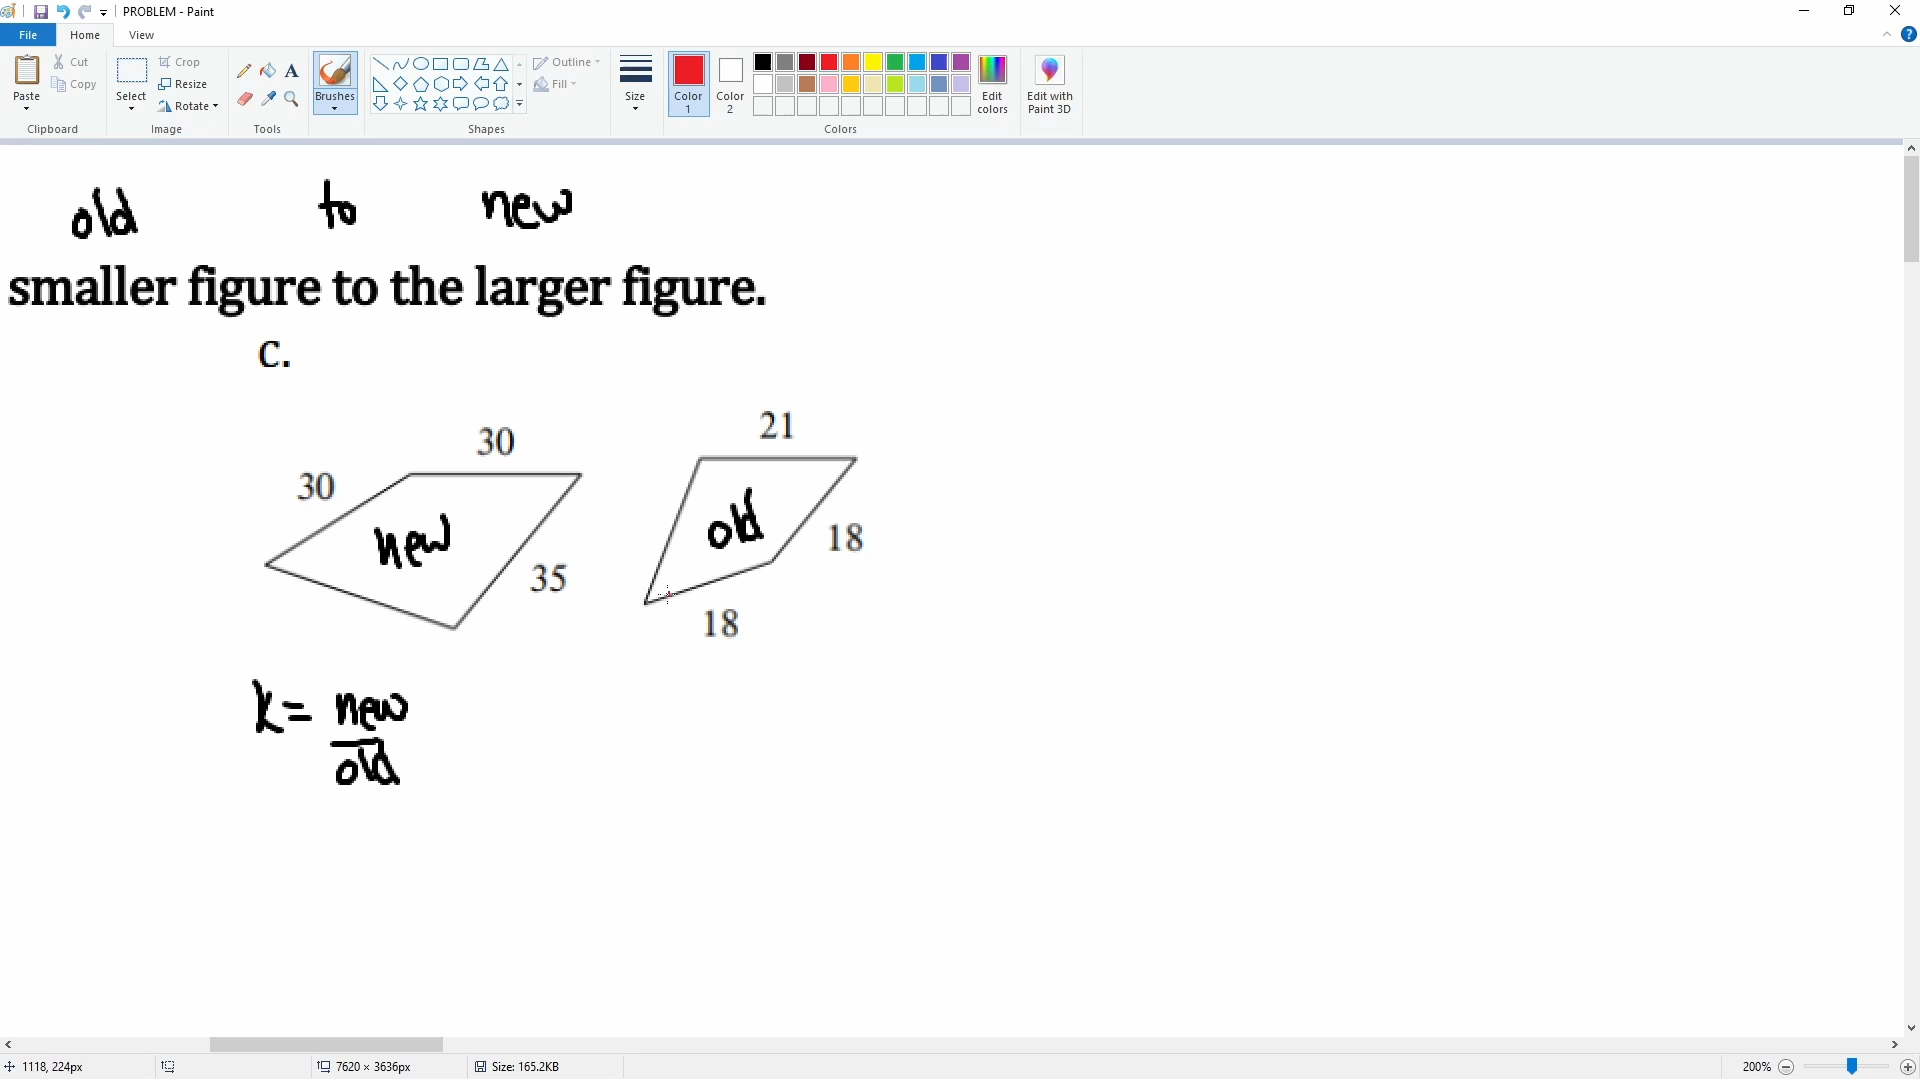 PROBLEM - Paint
File Home View
Paste Cut Copy Clipboard
Select Crop Resize Rotate Image
Tools
Brushes
Shapes Outline Fill
Size
Color 1 Color 2 Edit colors Colors
Edit with Paint 3D
old to new
smaller figure to the larger figure.
C.
30 30 35 new
21 18 18 old
k = new
old
1118, 224px 7620 × 3636px Size: 165.2KB 200%